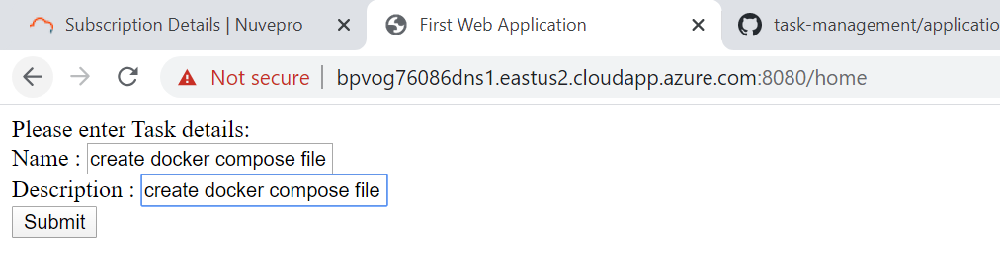 Subscription Details | Nuvepro
First Web Application
task-management/applicatio
Not secure | bpvog76086dns1.eastus2.cloudapp.azure.com:8080/home
Please enter Task details:
Name : create docker compose file
Description : create docker compose file
Submit